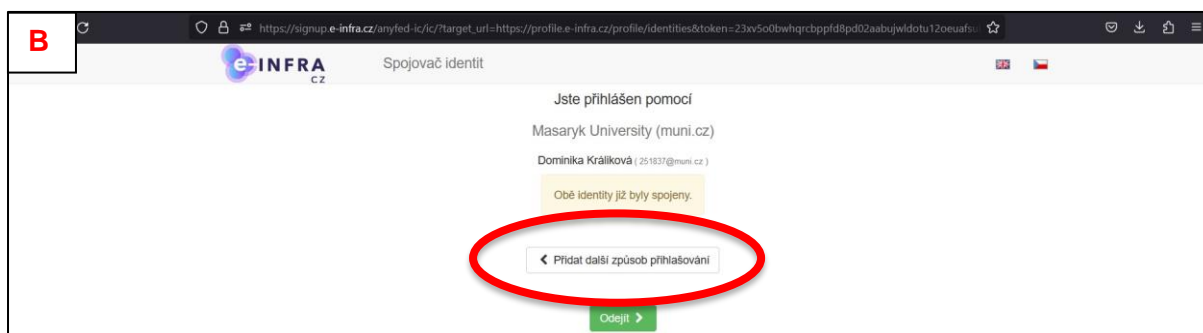 B
https://signup.e-infra.cz/anyfed-ic/ic/?target_url=https://profile.e-infra.cz/profile/identities&token=23xv5o0bwhqrcbppfd8pd02aabujwldotu12oeuafsu
e-INFRA CZ Spojovač identit
Jste přihlášen pomocí
Masaryk University (muni.cz)
Dominika Králiková ( 251837@muni.cz )
Obě identity již byly spojeny.
Přidat další způsob přihlašování
Odejít